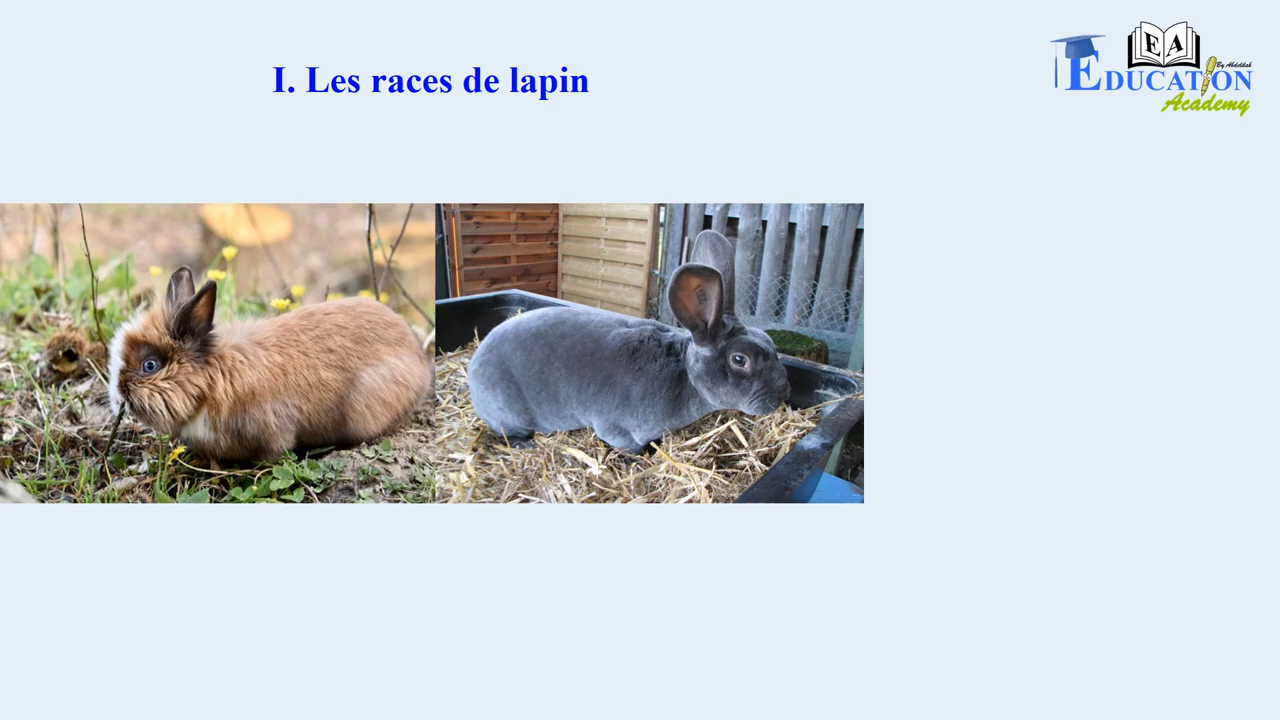 I. Les races de lapin
EA
By Abdellah
EDUCATION
Academy